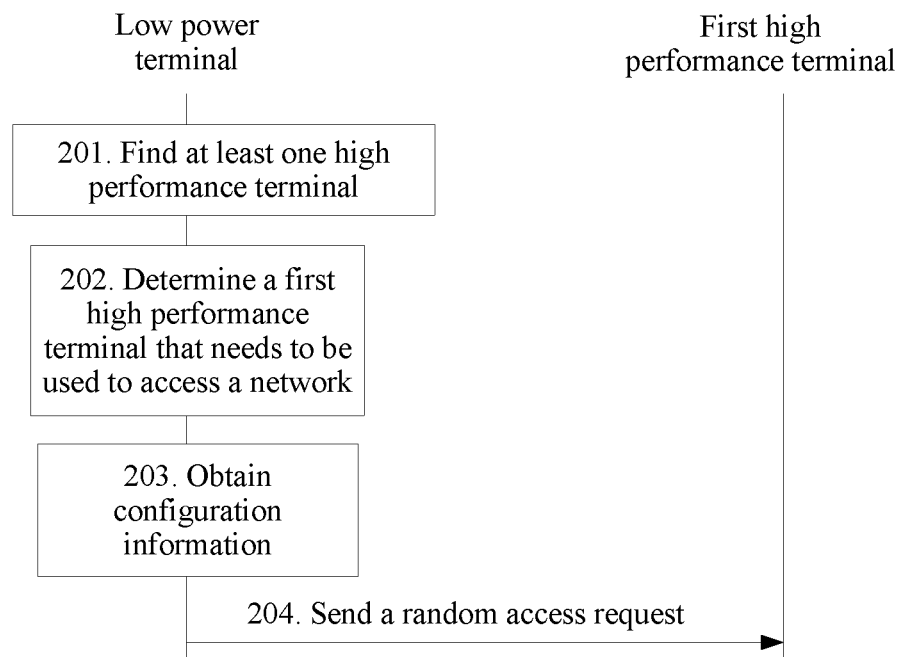 Low power
terminal
First high
performance terminal
201. Find at least one high
performance terminal
202. Determine a first
high performance
terminal that needs to be
used to access a network
203. Obtain
configuration
information
204. Send a random access request